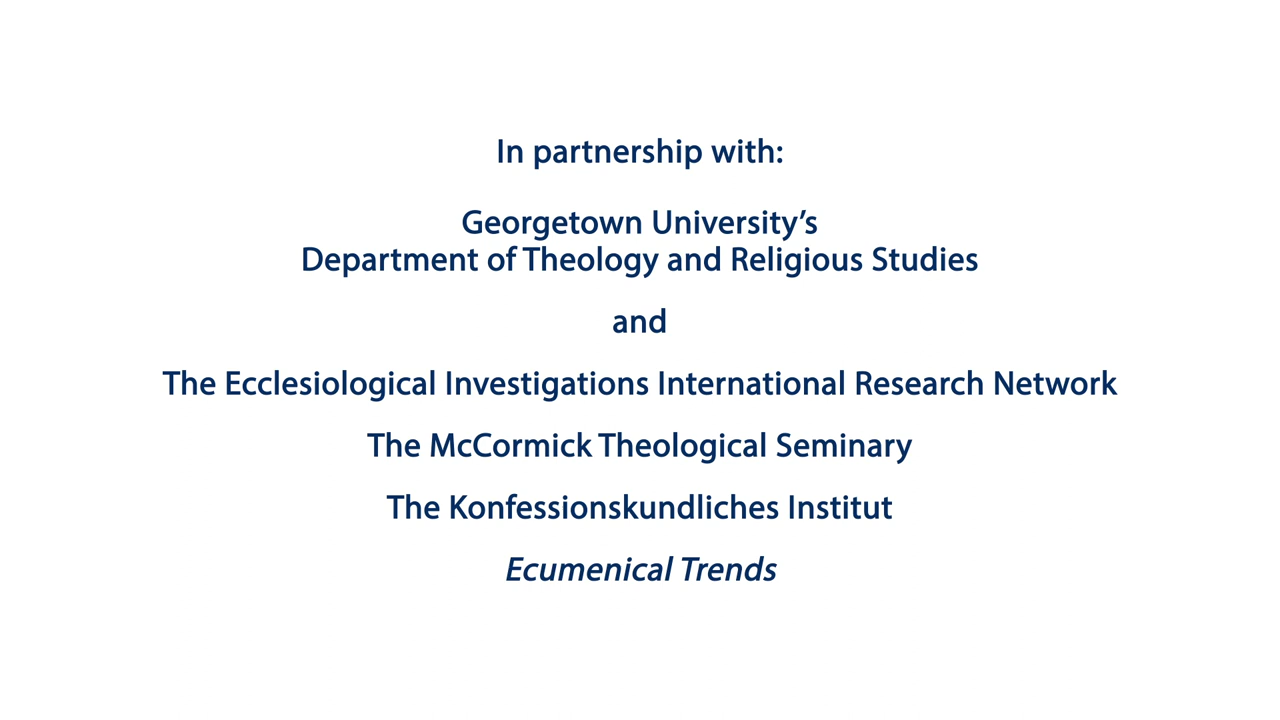 In partnership with:
Georgetown University’s
Department of Theology and Religious Studies
and
The Ecclesiological Investigations International Research Network
The McCormick Theological Seminary
The Konfessionskundliches Institut
Ecumenical Trends